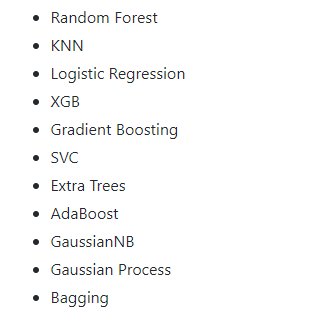 • Random Forest
• KNN
• Logistic Regression
• XGB
• Gradient Boosting
• SVC
• Extra Trees
• AdaBoost
• GaussianNB
• Gaussian Process
• Bagging